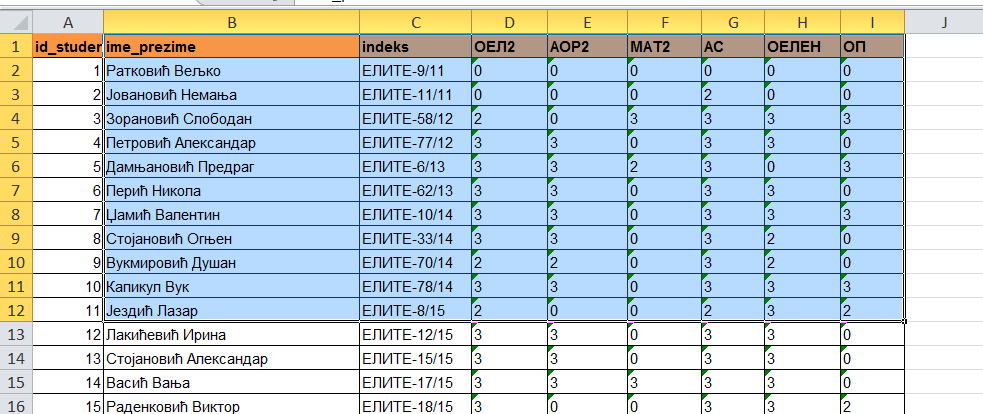 A B C D E F G H I J
1 id_studer ime_prezime indeks ОЕЛ2 АОР2 МАТ2 АС ОЕЛЕН ОП
2 1 Ратковић Вељко ЕЛИТЕ-9/11 0 0 0 0 0 0
3 2 Јовановић Немања ЕЛИТЕ-11/11 0 0 0 2 0 0
4 3 Зорановић Слободан ЕЛИТЕ-58/12 2 0 3 3 3 3
5 4 Петровић Александар ЕЛИТЕ-77/12 3 3 0 3 3 0
6 5 Дамњановић Предраг ЕЛИТЕ-6/13 3 3 2 3 0 3
7 6 Перић Никола ЕЛИТЕ-62/13 3 3 0 3 3 0
8 7 Џамић Валентин ЕЛИТЕ-10/14 3 3 0 3 3 3
9 8 Стојановић Огњен ЕЛИТЕ-33/14 3 3 0 3 2 0
10 9 Вукмировић Душан ЕЛИТЕ-70/14 2 2 0 3 2 0
11 10 Капикул Вук ЕЛИТЕ-78/14 3 3 0 3 3 3
12 11 Јездић Лазар ЕЛИТЕ-8/15 2 0 0 2 3 2
13 12 Лакићевић Ирина ЕЛИТЕ-12/15 3 3 0 3 3 0
14 13 Стојановић Александар ЕЛИТЕ-15/15 3 3 0 3 3 0
15 14 Васић Вања ЕЛИТЕ-17/15 3 3 3 3 3 0
16 15 Раденковић Виктор ЕЛИТЕ-18/15 3 0 0 3 3 2